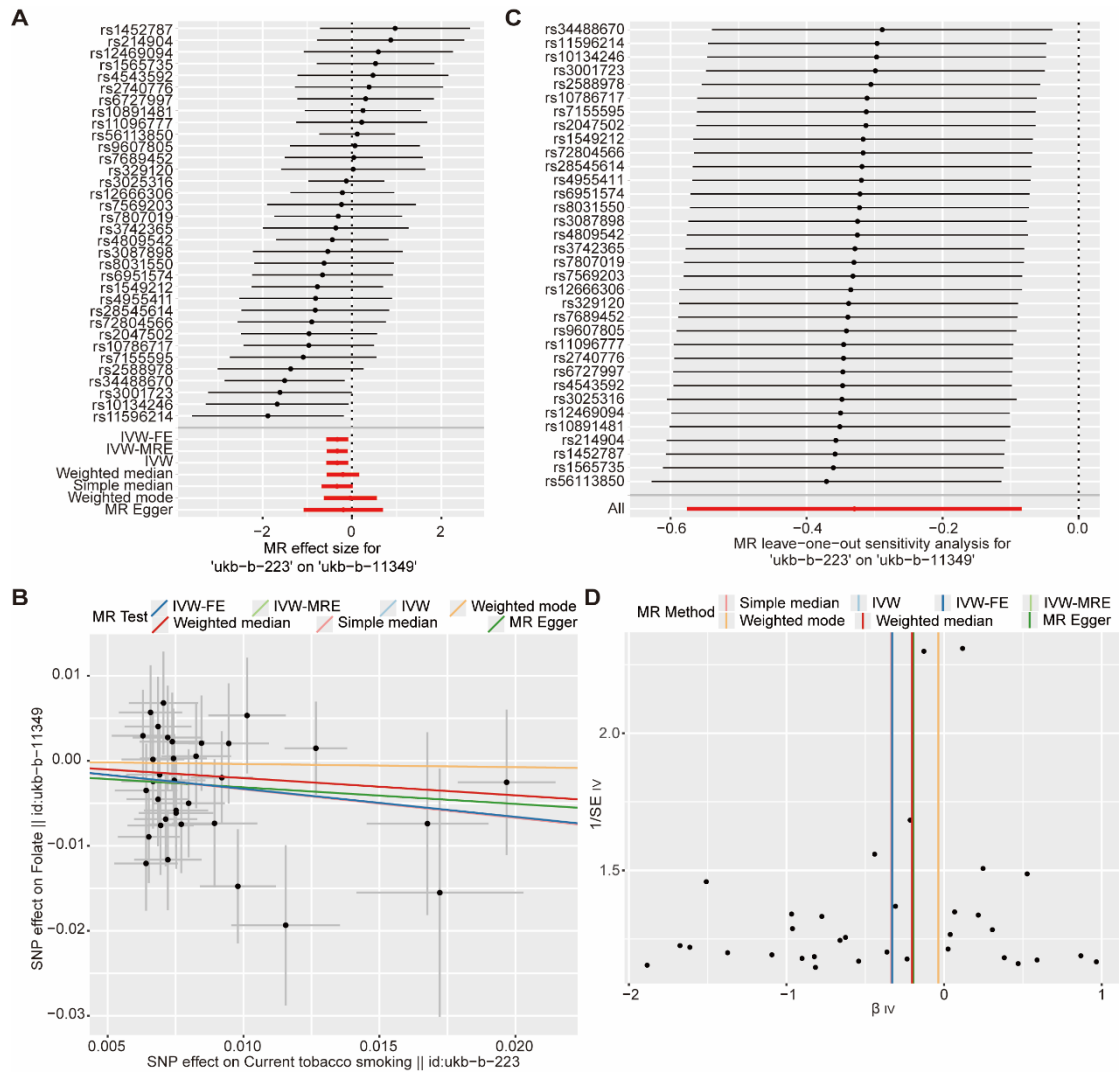 A
rs1452787
rs214904
rs12469094
rs1565735
rs4543592
rs2740776
rs6727997
rs10891481
rs11096777
rs56113850
rs9607805
rs7689452
rs329120
rs3025316
rs12666306
rs7569203
rs7807019
rs3742365
rs4809542
rs3087898
rs8031550
rs6951574
rs1549212
rs4955411
rs28545614
rs72804566
rs2047502
rs10786717
rs7155595
rs2588978
rs34488670
rs3001723
rs10134246
rs11596214
IVW−FE
IVW−MRE
IVW
Weighted median
Simple median
Weighted mode
MR Egger
−2 0 2
MR effect size for
'ukb−b−223' on 'ukb−b−11349'
C
rs34488670
rs11596214
rs10134246
rs3001723
rs2588978
rs10786717
rs7155595
rs2047502
rs1549212
rs72804566
rs28545614
rs4955411
rs6951574
rs8031550
rs3087898
rs4809542
rs3742365
rs7807019
rs7569203
rs12666306
rs329120
rs7689452
rs9607805
rs11096777
rs2740776
rs6727997
rs4543592
rs3025316
rs12469094
rs10891481
rs214904
rs1452787
rs1565735
rs56113850
All
−0.6 −0.4 −0.2 0.0
MR leave−one−out sensitivity analysis for
'ukb−b−223' on 'ukb−b−11349'
B
MR Test IVW−FE IVW−MRE IVW Weighted mode
Weighted median Simple median MR Egger
SNP effect on Folate || id:ukb−b−11349
0.01
0.00
−0.01
−0.02
−0.03
0.005 0.010 0.015 0.020
SNP effect on Current tobacco smoking || id:ukb−b−223
D
MR Method Simple median IVW IVW−FE IVW−MRE
Weighted mode Weighted median MR Egger
1/SE IV
2.0
1.5
−2 −1 0 1
β IV